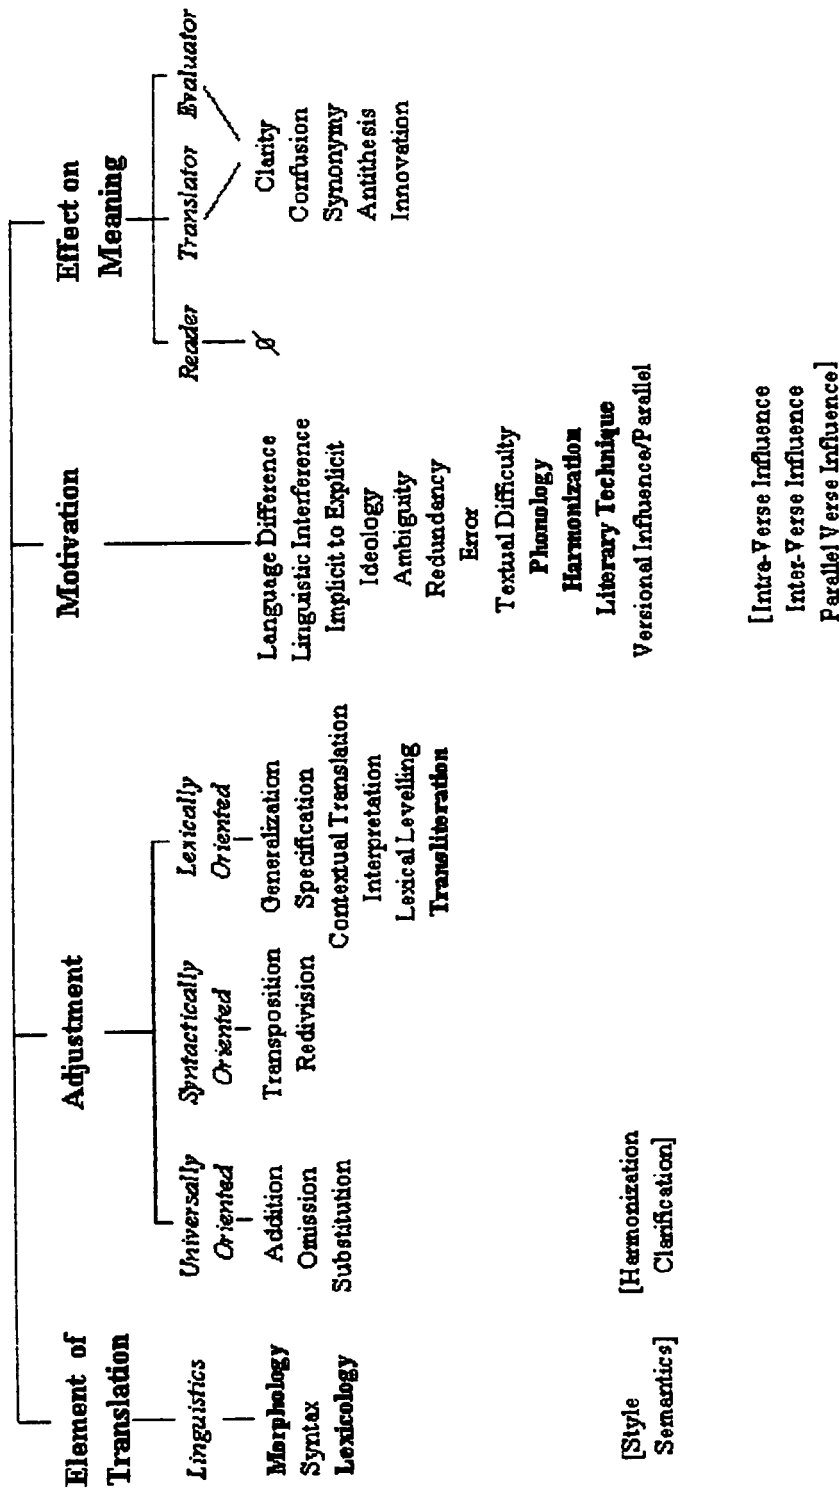 Element of
Translation
Linguistics
Morphology
Syntax
Lexicology
[Style
Semantics]
Adjustment
Universally
Oriented
Addition
Omission
Substitution
[Harmonization
Clarification]
Syntactically
Oriented
Transposition
Redivision
Lexically
Oriented
Generalization
Specification
Contextual Translation
Interpretation
Lexical Levelling
Transliteration
Motivation
Language Difference
Linguistic Interference
Implicit to Explicit
Ideology
Ambiguity
Redundancy
Error
Textual Difficulty
Phonology
Harmonization
Literary Technique
Versional Influence/Parallel
[Intra-Verse Influence
Inter-Verse Influence
Parallel Verse Influence]
Effect on
Meaning
Reader
Ø
Translator
Evaluator
Clarity
Confusion
Synonymy
Antithesis
Innovation